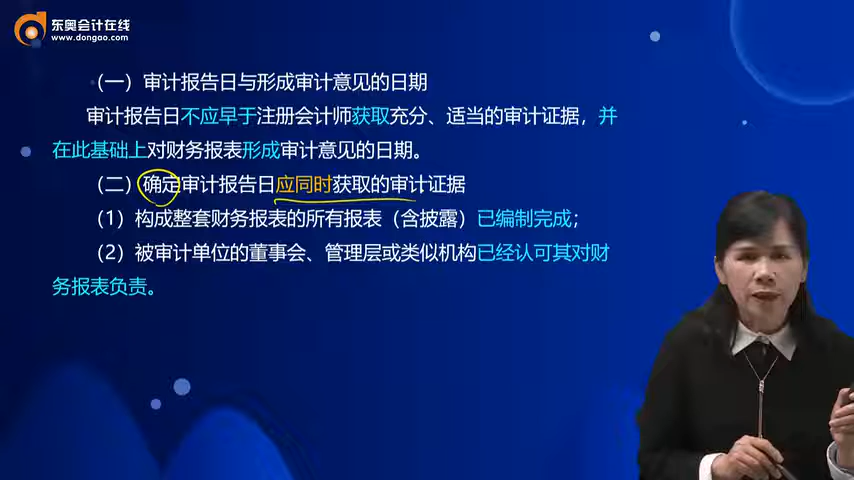 东奥会计在线
www.dongao.com
（一）审计报告日与形成审计意见的日期
审计报告日不应早于注册会计师获取充分、适当的审计证据，并
在此基础上对财务报表形成审计意见的日期。
（二）确定审计报告日应同时获取的审计证据
（1）构成整套财务报表的所有报表（含披露）已编制完成；
（2）被审计单位的董事会、管理层或类似机构已经认可其对财
务报表负责。